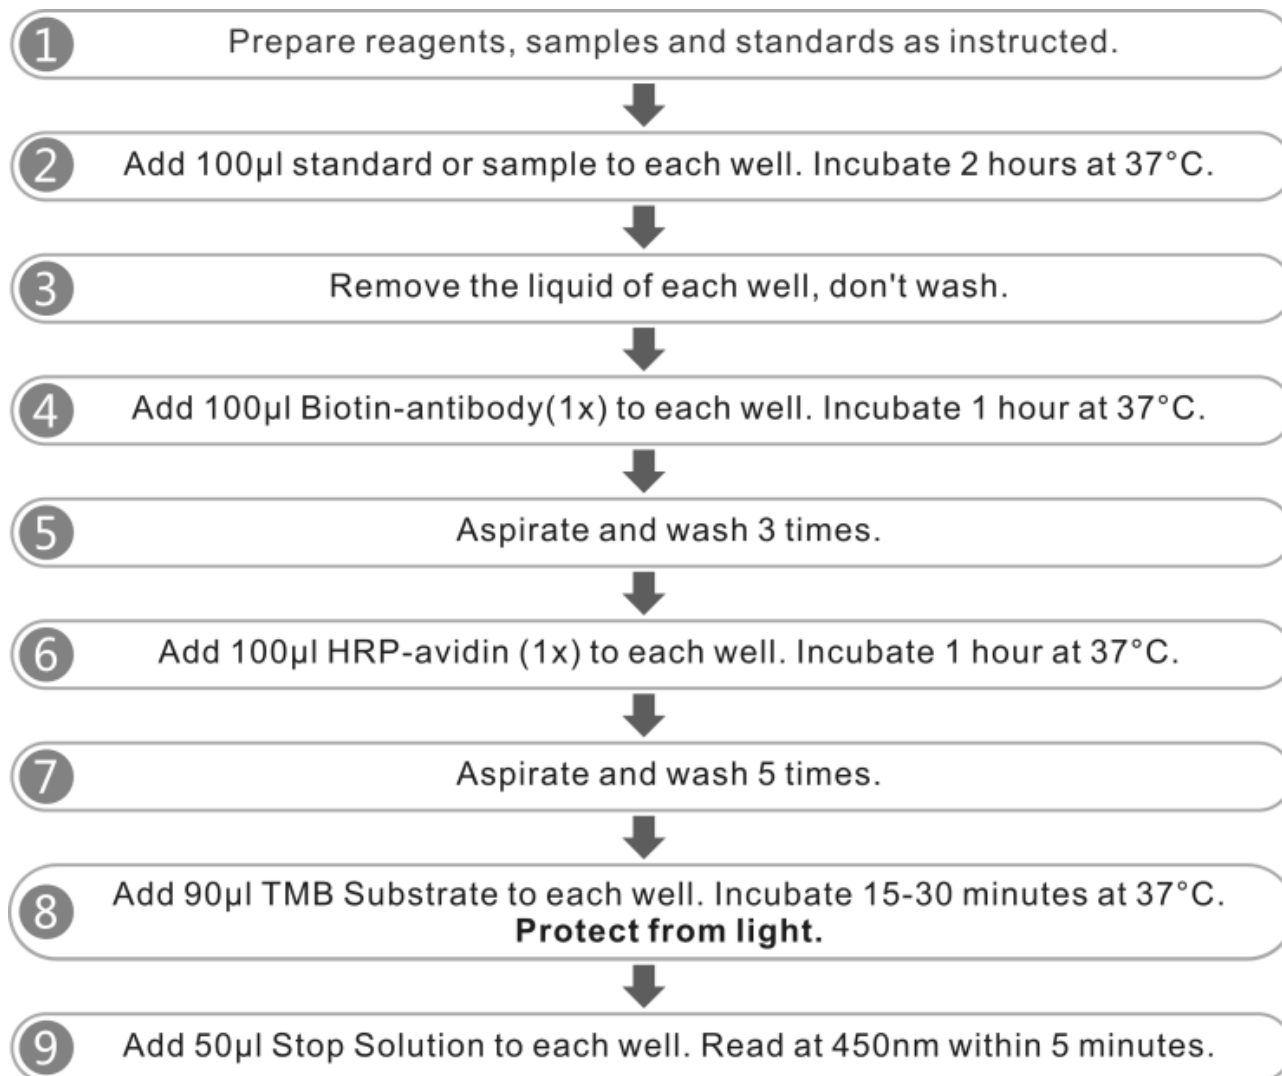 1 Prepare reagents, samples and standards as instructed.
2 Add 100µl standard or sample to each well. Incubate 2 hours at 37°C.
3 Remove the liquid of each well, don't wash.
4 Add 100µl Biotin-antibody(1x) to each well. Incubate 1 hour at 37°C.
5 Aspirate and wash 3 times.
6 Add 100µl HRP-avidin (1x) to each well. Incubate 1 hour at 37°C.
7 Aspirate and wash 5 times.
8 Add 90µl TMB Substrate to each well. Incubate 15-30 minutes at 37°C.
Protect from light.
9 Add 50µl Stop Solution to each well. Read at 450nm within 5 minutes.